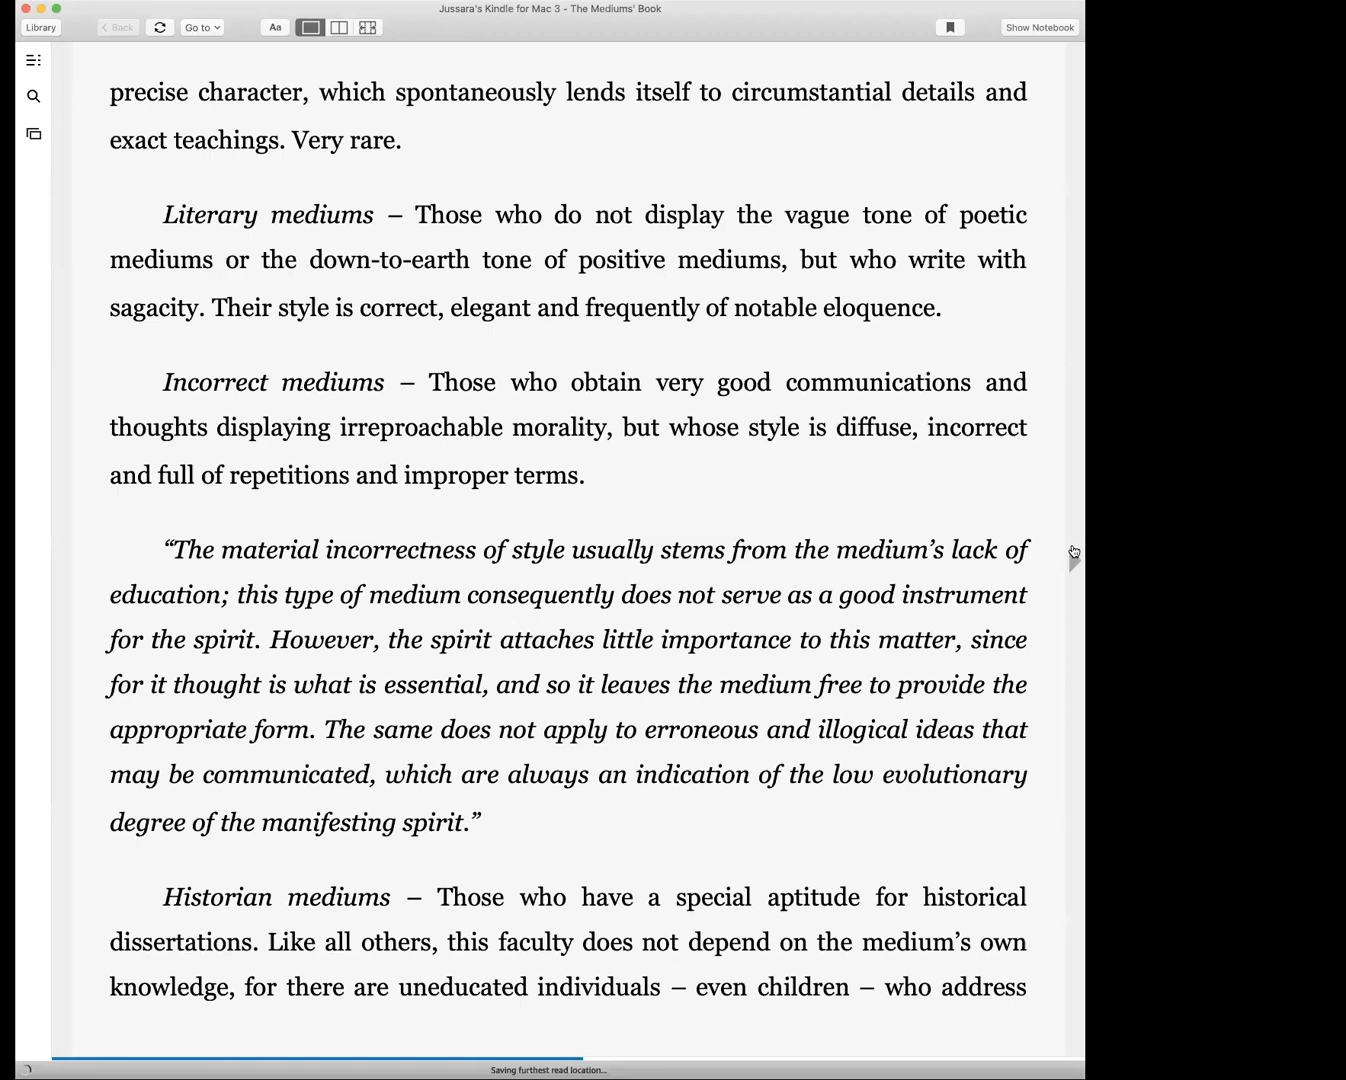 Jussara's Kindle for Mac 3 - The Mediums' Book
Library
Back
Go to
Aa
Show Notebook
precise character, which spontaneously lends itself to circumstantial details and
exact teachings. Very rare.
Literary mediums – Those who do not display the vague tone of poetic
mediums or the down-to-earth tone of positive mediums, but who write with
sagacity. Their style is correct, elegant and frequently of notable eloquence.
Incorrect mediums – Those who obtain very good communications and
thoughts displaying irreproachable morality, but whose style is diffuse, incorrect
and full of repetitions and improper terms.
“The material incorrectness of style usually stems from the medium’s lack of
education; this type of medium consequently does not serve as a good instrument
for the spirit. However, the spirit attaches little importance to this matter, since
for it thought is what is essential, and so it leaves the medium free to provide the
appropriate form. The same does not apply to erroneous and illogical ideas that
may be communicated, which are always an indication of the low evolutionary
degree of the manifesting spirit.”
Historian mediums – Those who have a special aptitude for historical
dissertations. Like all others, this faculty does not depend on the medium’s own
knowledge, for there are uneducated individuals – even children – who address
Saving furthest read location...